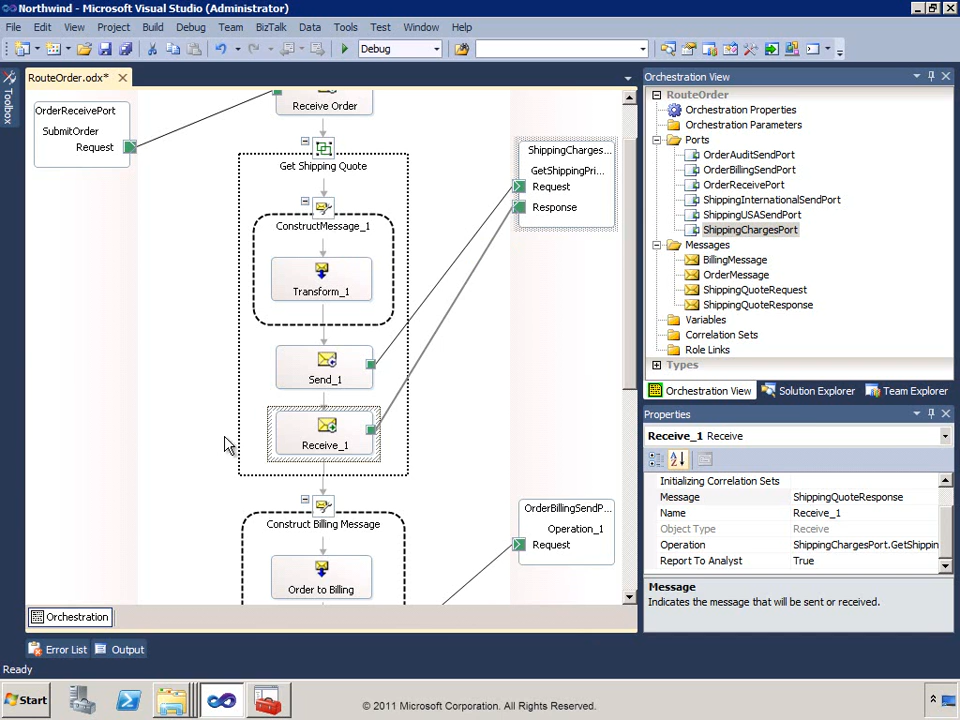 Northwind - Microsoft Visual Studio (Administrator)
File Edit View Project Build Debug Team BizTalk Data Tools Test Window Help
Debug
RouteOrder.odx*
OrderReceivePort
SubmitOrder
Request
Receive Order
Get Shipping Quote
ConstructMessage_1
Transform_1
Send_1
Receive_1
Construct Billing Message
Order to Billing
ShippingCharges...
GetShippingPri...
Request
Response
OrderBillingSendP...
Operation_1
Request
Orchestration
Toolbox
Orchestration View
RouteOrder
Orchestration Properties
Orchestration Parameters
Ports
OrderAuditSendPort
OrderBillingSendPort
OrderReceivePort
ShippingInternationalSendPort
ShippingUSASendPort
ShippingChargesPort
Messages
BillingMessage
OrderMessage
ShippingQuoteRequest
ShippingQuoteResponse
Variables
Correlation Sets
Role Links
Types
Orchestration View Solution Explorer Team Explorer
Properties
Receive_1 Receive
Initializing Correlation Sets
Message ShippingQuoteResponse
Name Receive_1
Object Type Receive
Operation ShippingChargesPort.GetShippin
Report To Analyst True
Message
Indicates the message that will be sent or received.
Error List Output
Ready
Start
© 2011 Microsoft Corporation. All Rights Reserved.